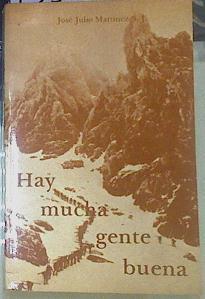 José Julio Martínez S. J.
Hay
mucha
gente
buena